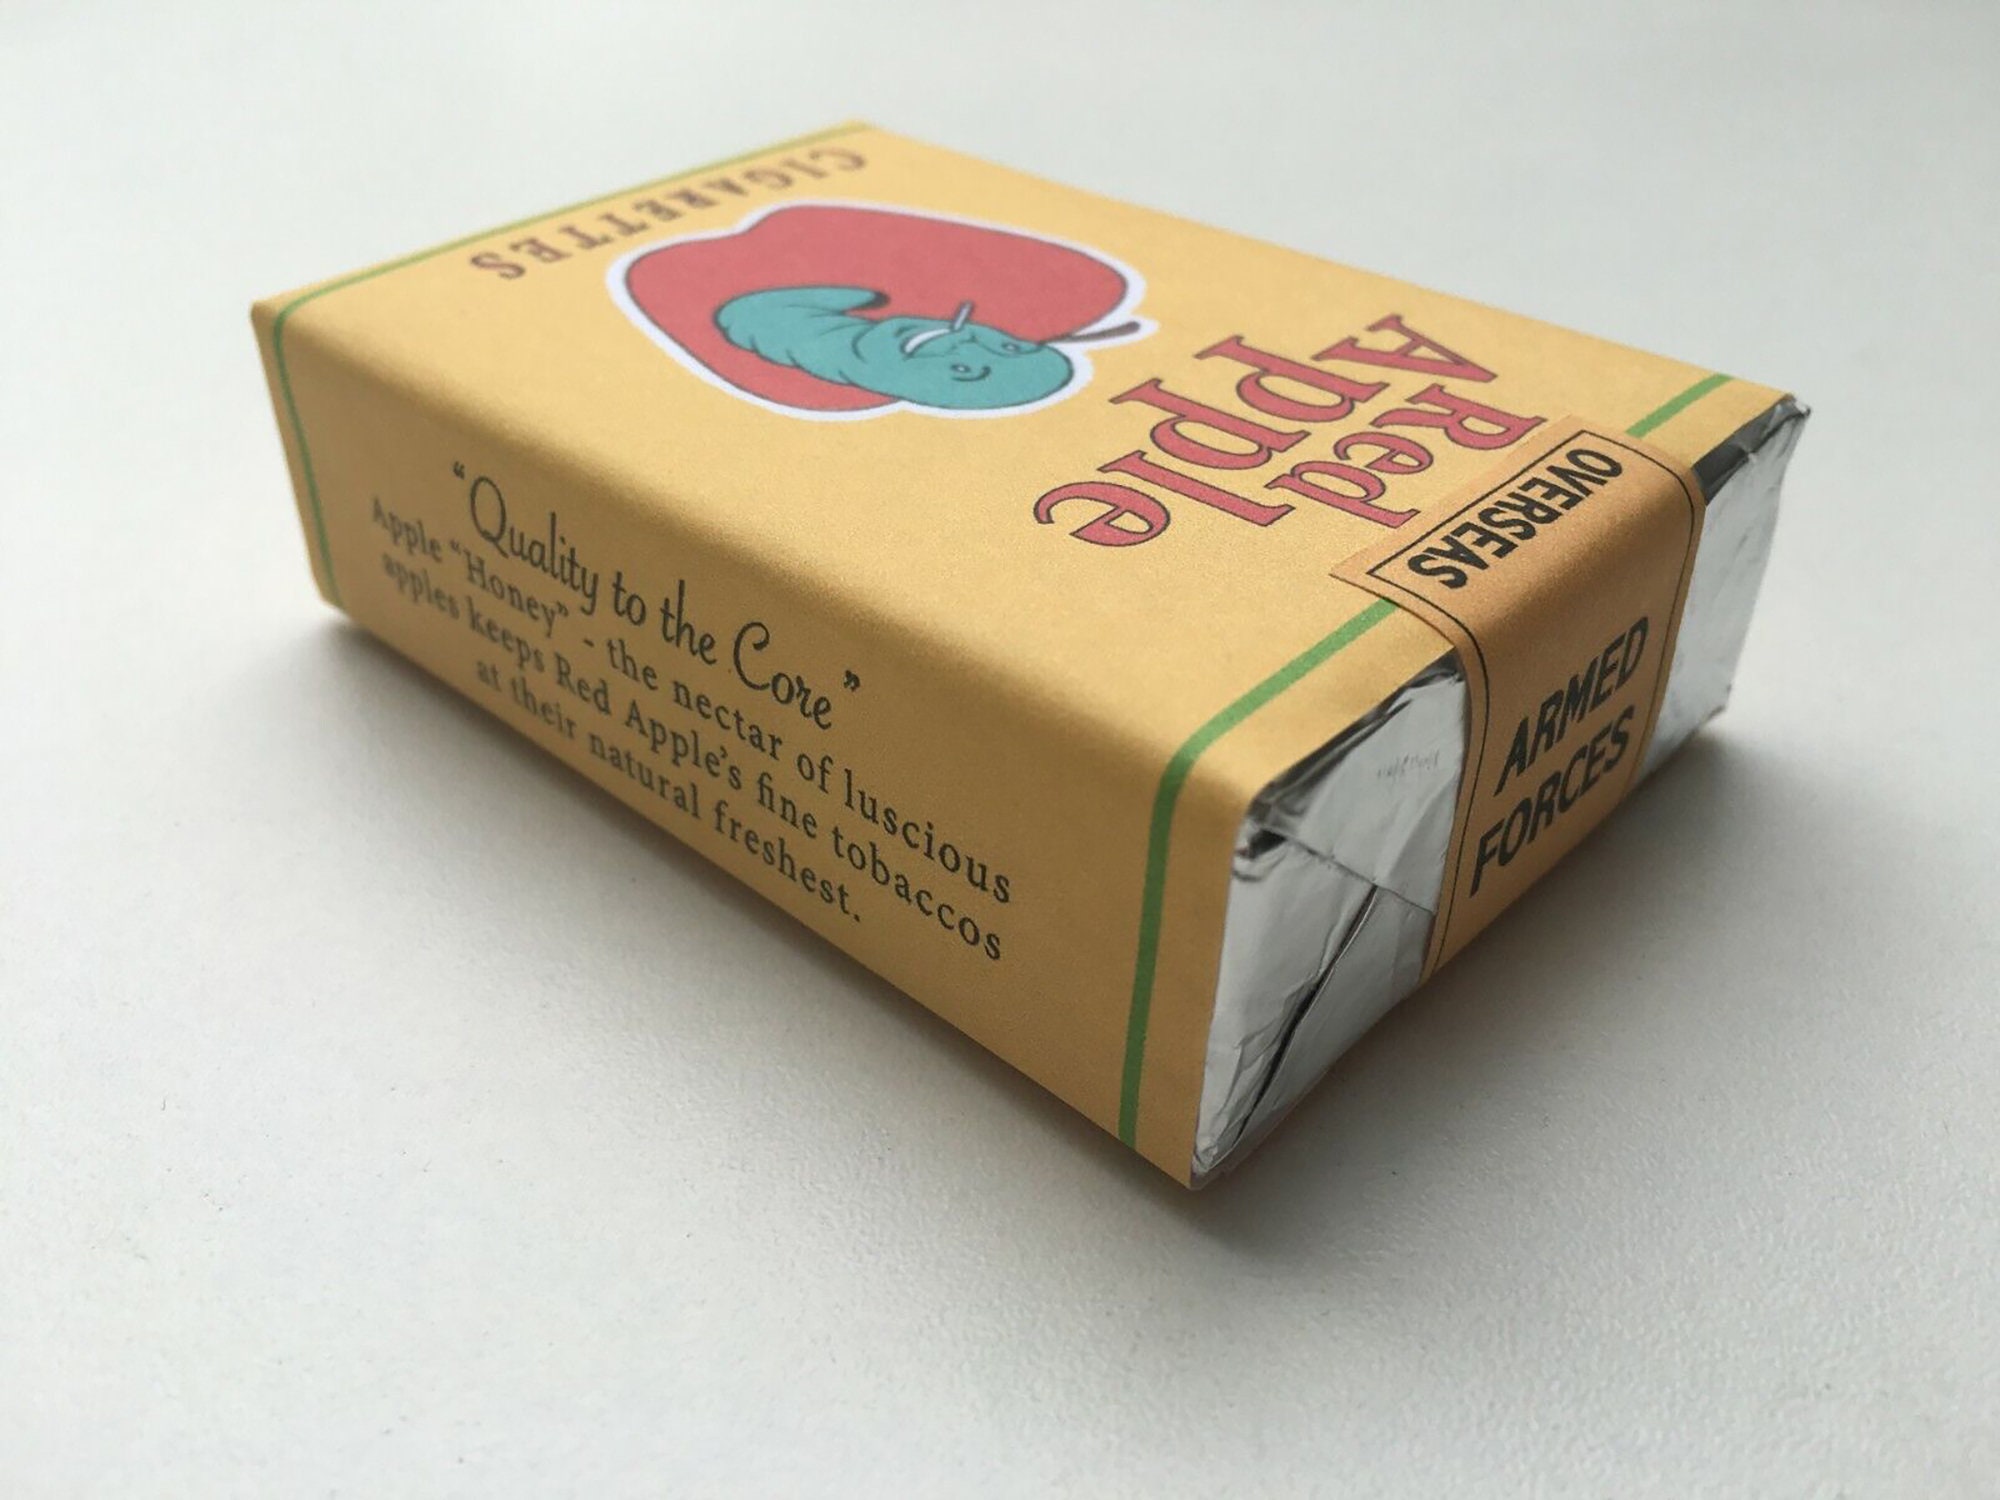 Red
Apple
CIGARETTES
OVERSEAS
ARMED
FORCES
“Quality to the Core”
Apple “Honey” - the nectar of luscious
apples keeps Red Apple’s fine tobaccos
at their natural freshest.